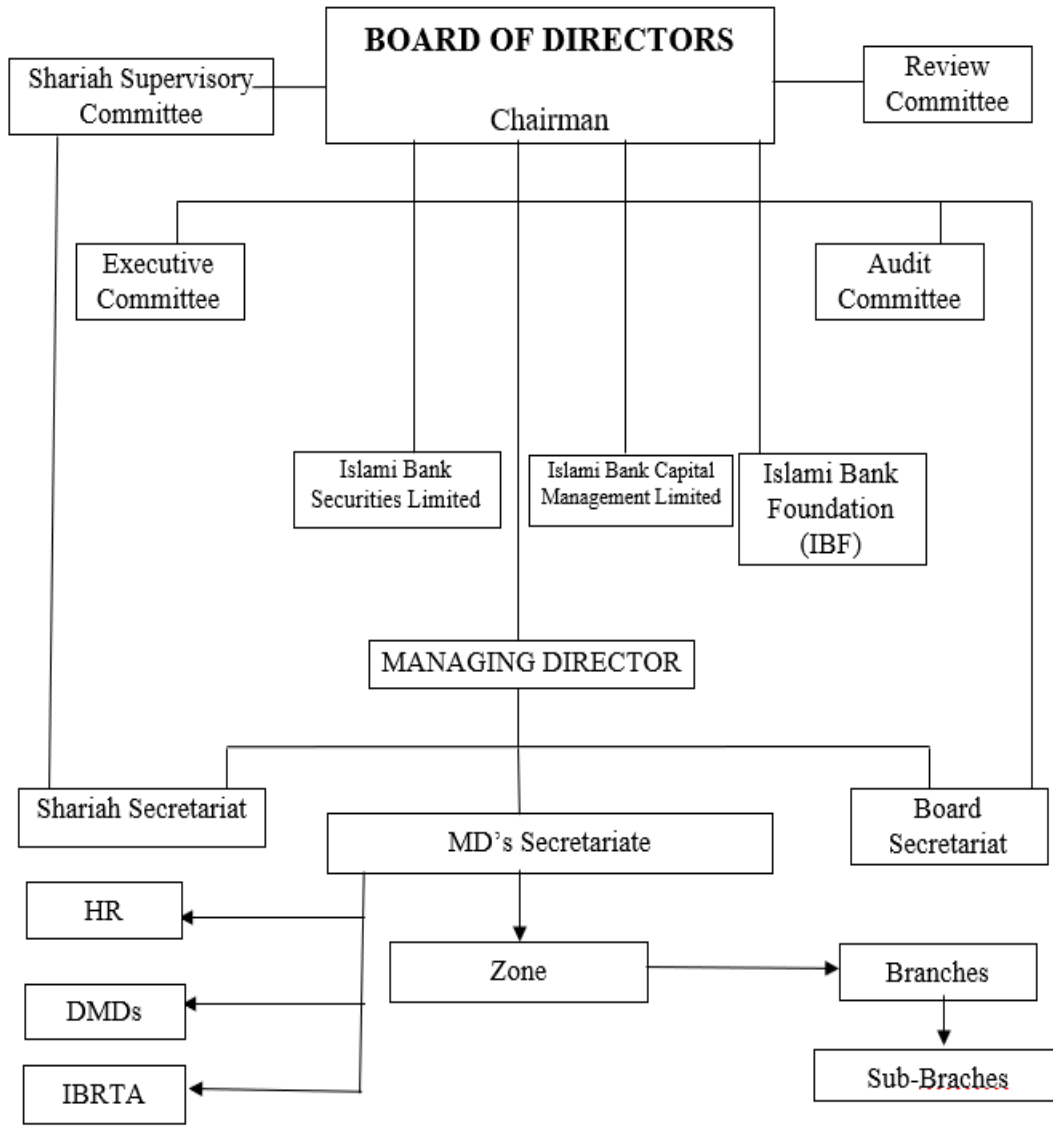 BOARD OF DIRECTORS
Chairman
Shariah Supervisory
Committee
Review
Committee
Executive
Committee
Audit
Committee
Islami Bank
Securities Limited
Islami Bank Capital
Management Limited
Islami Bank
Foundation
(IBF)
MANAGING DIRECTOR
Shariah Secretariat
MD’s Secretariate
Board
Secretariat
HR
Zone
Branches
DMDs
Sub-Braches
IBRTA